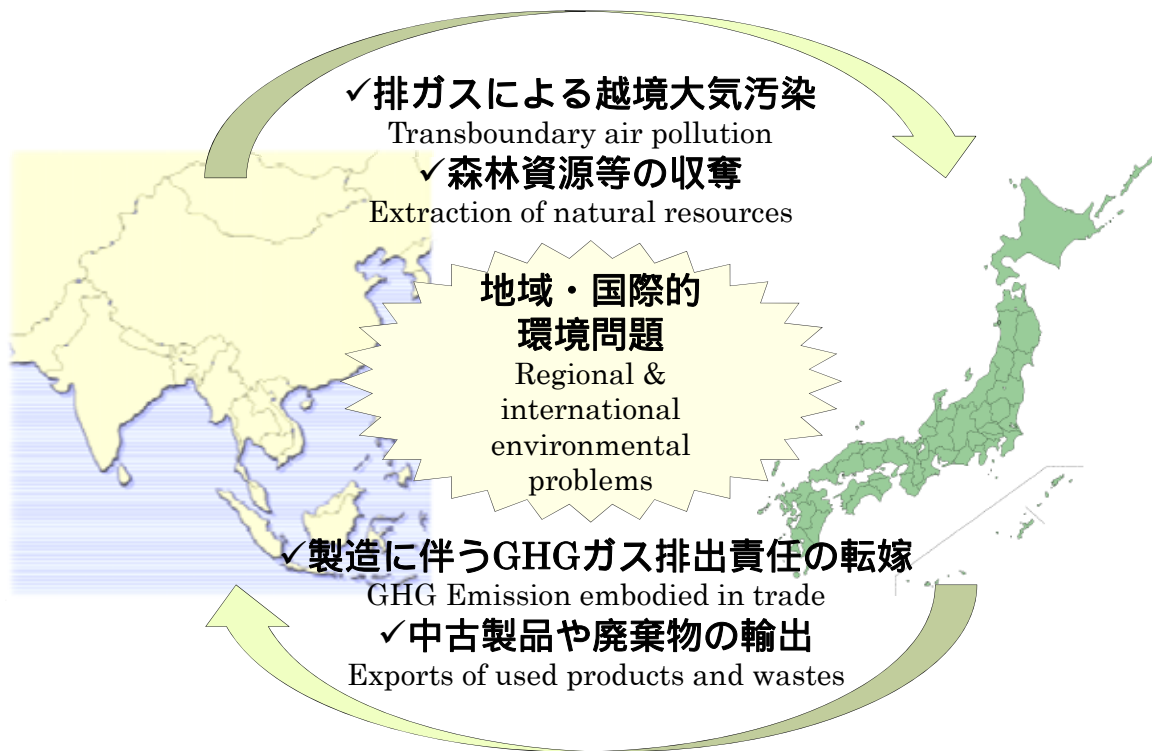 ✓排ガスによる越境大気汚染
Transboundary air pollution
✓森林資源等の収奪
Extraction of natural resources
地域・国際的
環境問題
Regional &
international
environmental
problems
✓製造に伴うGHGガス排出責任の転嫁
GHG Emission embodied in trade
✓中古製品や廃棄物の輸出
Exports of used products and wastes